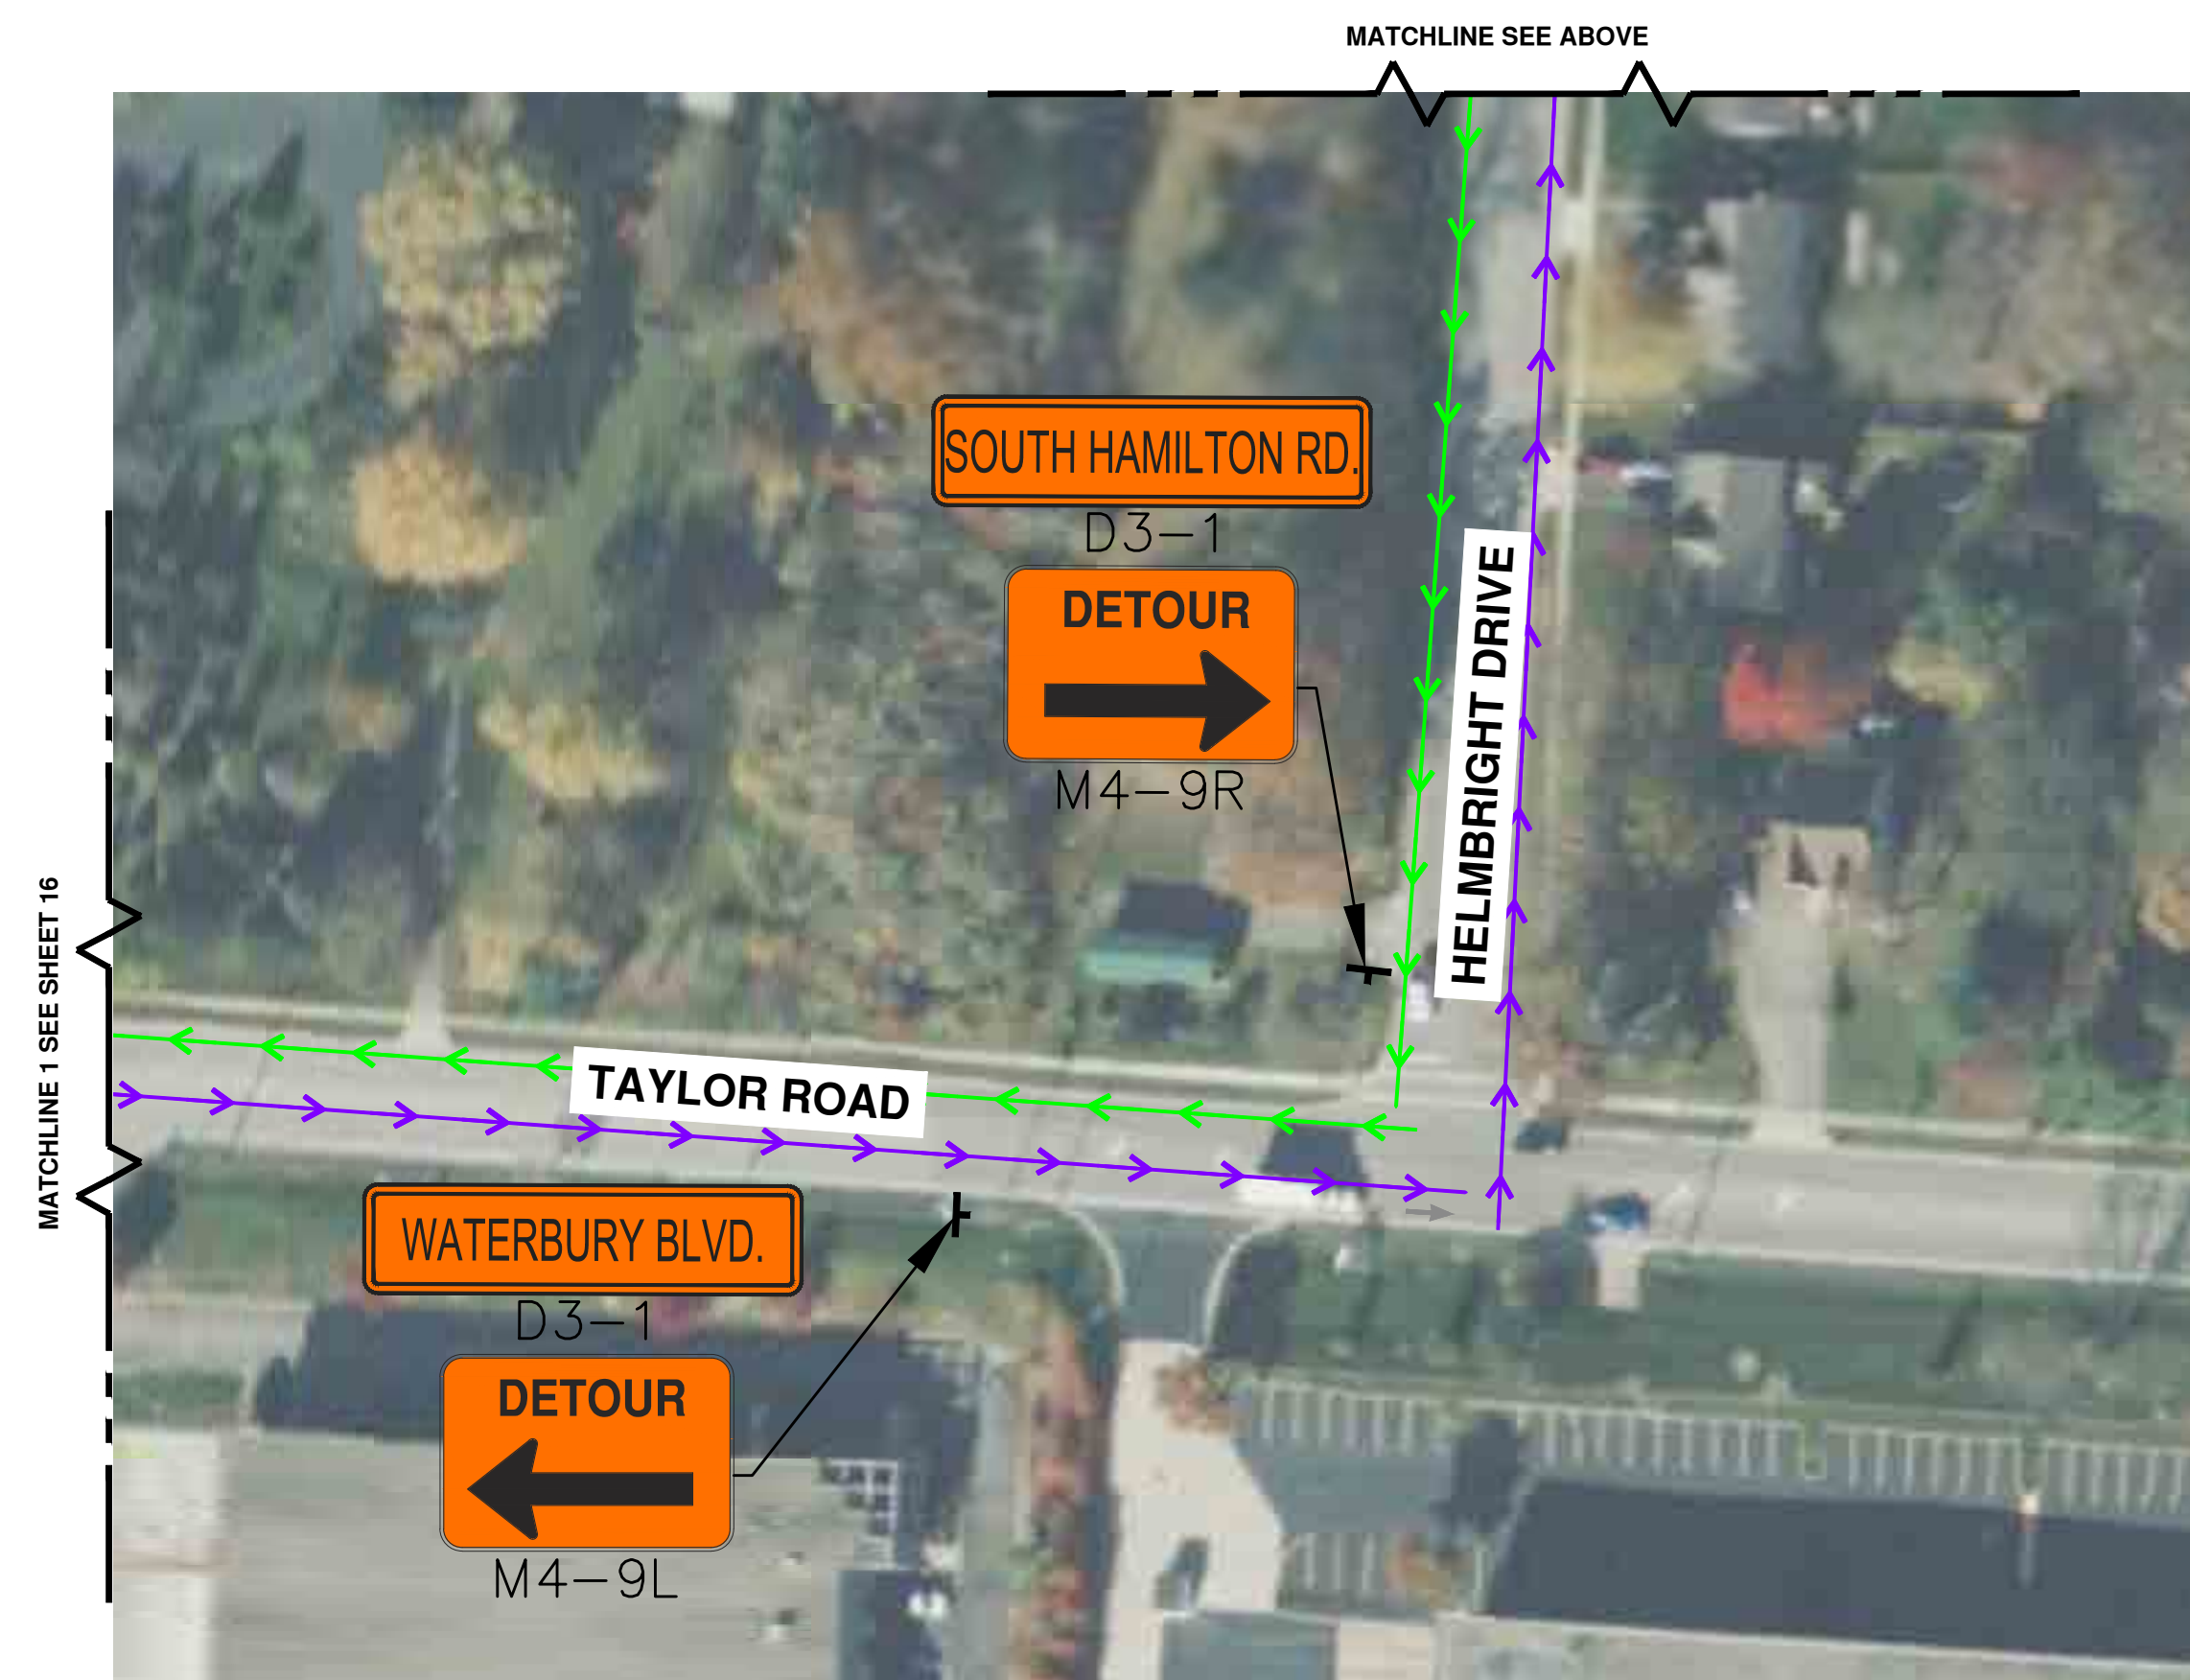 MATCHLINE SEE ABOVE
SOUTH HAMILTON RD.
D3-1
DETOUR
M4-9R
HELMBRIGHT DRIVE
MATCHLINE 1 SEE SHEET 16
TAYLOR ROAD
WATERBURY BLVD.
D3-1
DETOUR
M4-9L